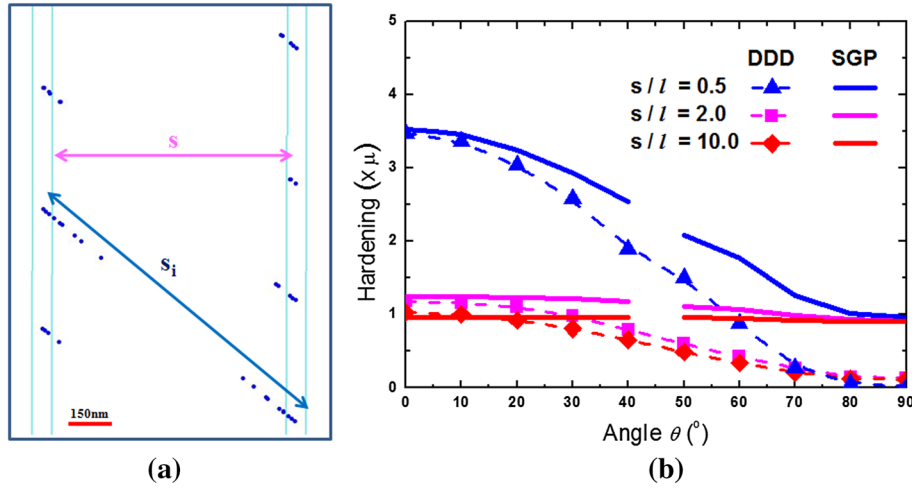 s
s_i
150nm
(a)
DDD SGP
s / l = 0.5
s / l = 2.0
s / l = 10.0
Hardening (x μ)
5
4
3
2
1
0
0 10 20 30 40 50 60 70 80 90
Angle θ (°)
(b)